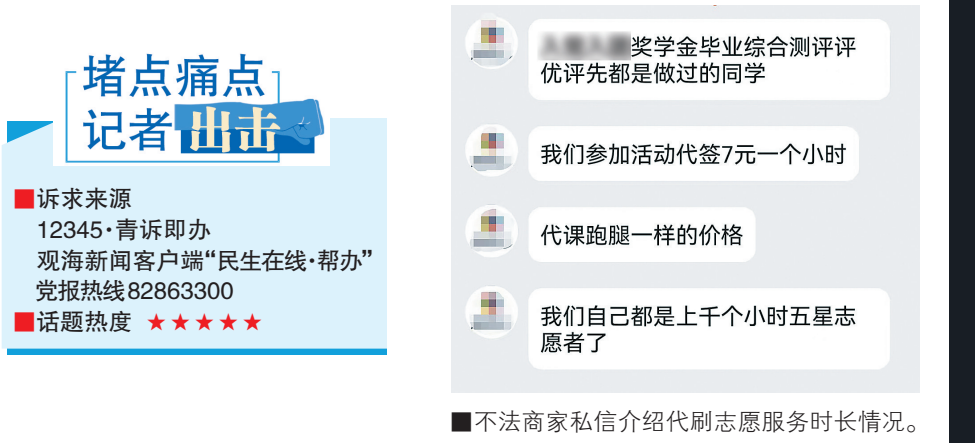 堵点痛点
记者出击
■诉求来源
12345·青诉即办
观海新闻客户端“民生在线·帮办”
党报热线82863300
■话题热度 ★★★★★
奖学金毕业综合测评评
优评先都是做过的同学
我们参加活动代签7元一个小时
代课跑腿一样的价格
我们自己都是上千个小时五星志
愿者了
■不法商家私信介绍代刷志愿服务时长情况。